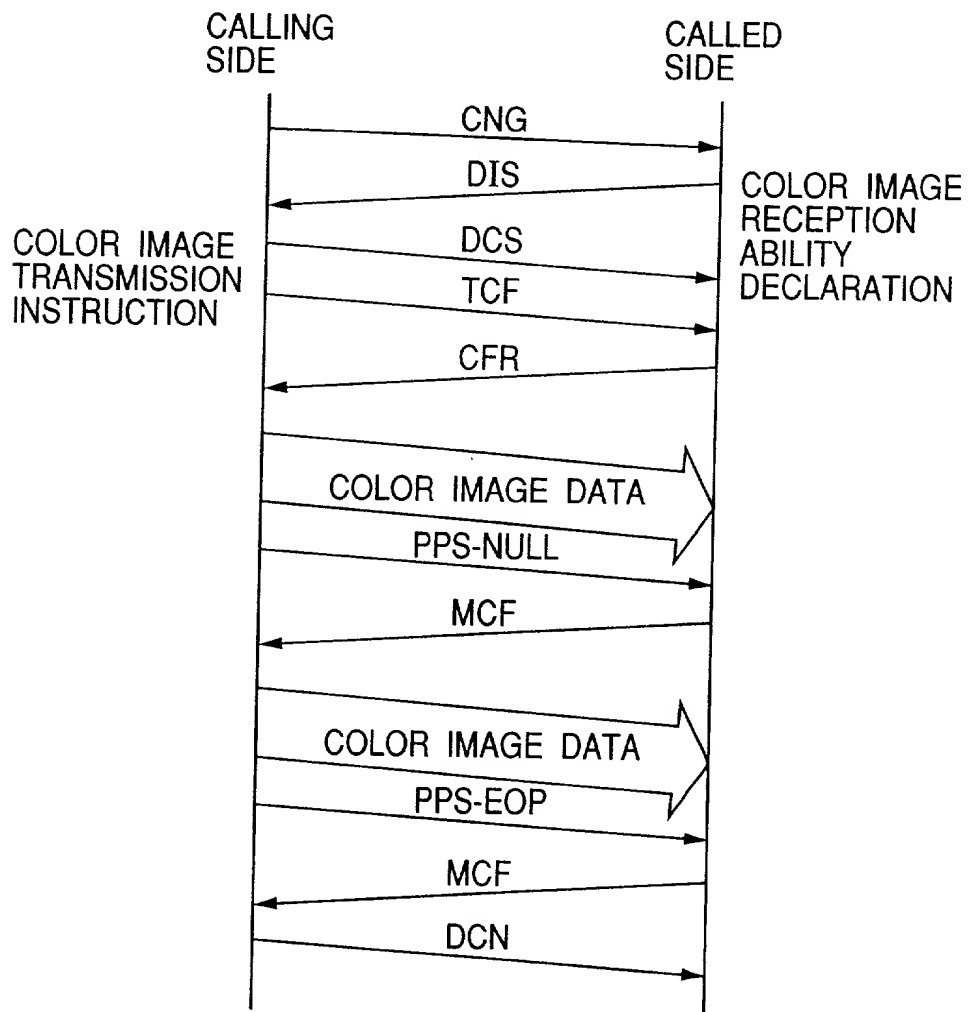 CALLING
SIDE
CALLED
SIDE
CNG
DIS
COLOR IMAGE
RECEPTION
ABILITY
DECLARATION
COLOR IMAGE
TRANSMISSION
INSTRUCTION
DCS
TCF
CFR
COLOR IMAGE DATA
PPS-NULL
MCF
COLOR IMAGE DATA
PPS-EOP
MCF
DCN